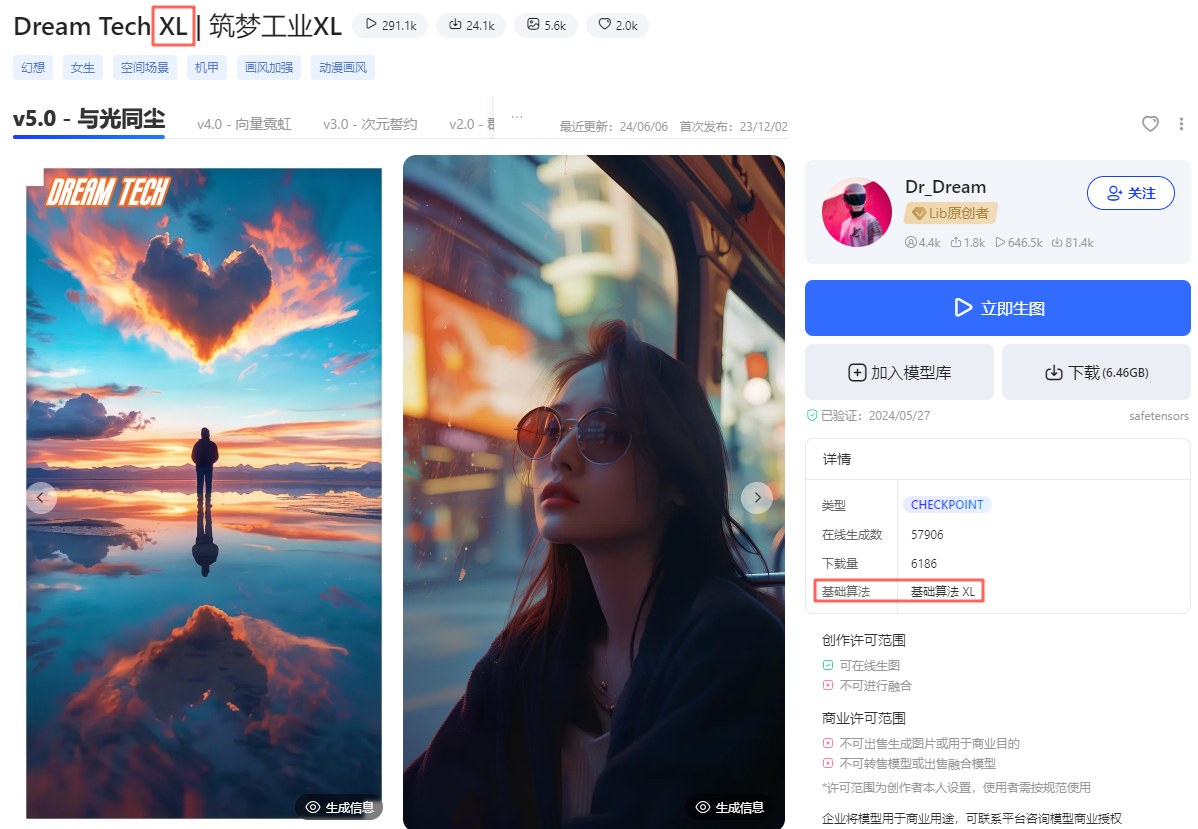 Dream Tech XL | 筑梦工业XL 291.1k 24.1k 5.6k 2.0k
幻想 女生 空间场景 机甲 画风加强 动漫画风
v5.0 - 与光同尘 v4.0 - 向量霓虹 v3.0 - 次元誓约 v2.0 - ... 最近更新：24/06/06 首次发布：23/12/02
DREAM TECH
生成信息
生成信息
Dr_Dream
关注
Lib原创者
4.4k 1.8k 646.5k 81.4k
立即生图
加入模型库
下载 (6.46GB)
已验证：2024/05/27 safetensors
详情
类型 CHECKPOINT
在线生成数 57906
下载量 6186
基础算法 基础算法 XL
创作许可范围
可在线生图
不可进行融合
商业许可范围
不可出售生成图片或用于商业目的
不可转售模型或出售融合模型
*许可范围为创作者本人设置，使用者需按规范使用
企业将模型用于商业用途，可联系平台咨询模型商业授权